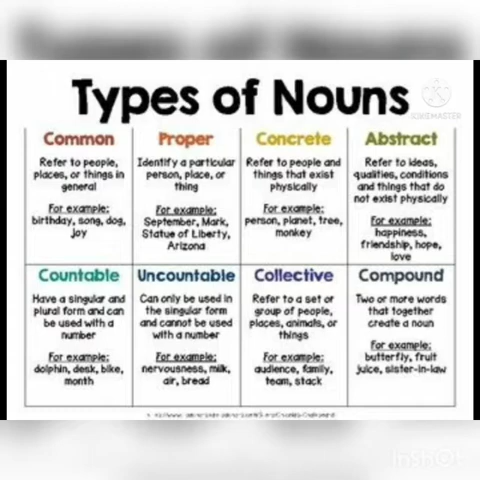 Types of Nouns
KINEMASTER
Common
Refer to people,
places, or things in
general
For example:
birthday, song, dog,
joy
Proper
Identify a particular
person, place, or
thing
For example:
September, Mark,
Statue of Liberty,
Arizona
Concrete
Refer to people and
things that exist
physically
For example:
person, planet, tree,
monkey
Abstract
Refer to ideas,
qualities, conditions
and things that do
not exist physically
For example:
happiness,
friendship, hope,
love
Countable
Have a singular and
plural form and can
be used with a
number
For example:
dolphin, desk, bike,
month
Uncountable
Can only be used in
the singular form
and cannot be used
with a number
For example:
nervousness, milk,
air, bread
Collective
Refer to a set or
group of people,
places, animals, or
things
For example:
audience, family,
team, stack
Compound
Two or more words
that together
create a noun
For example:
butterfly, fruit
juice, sister-in-law
InShOt